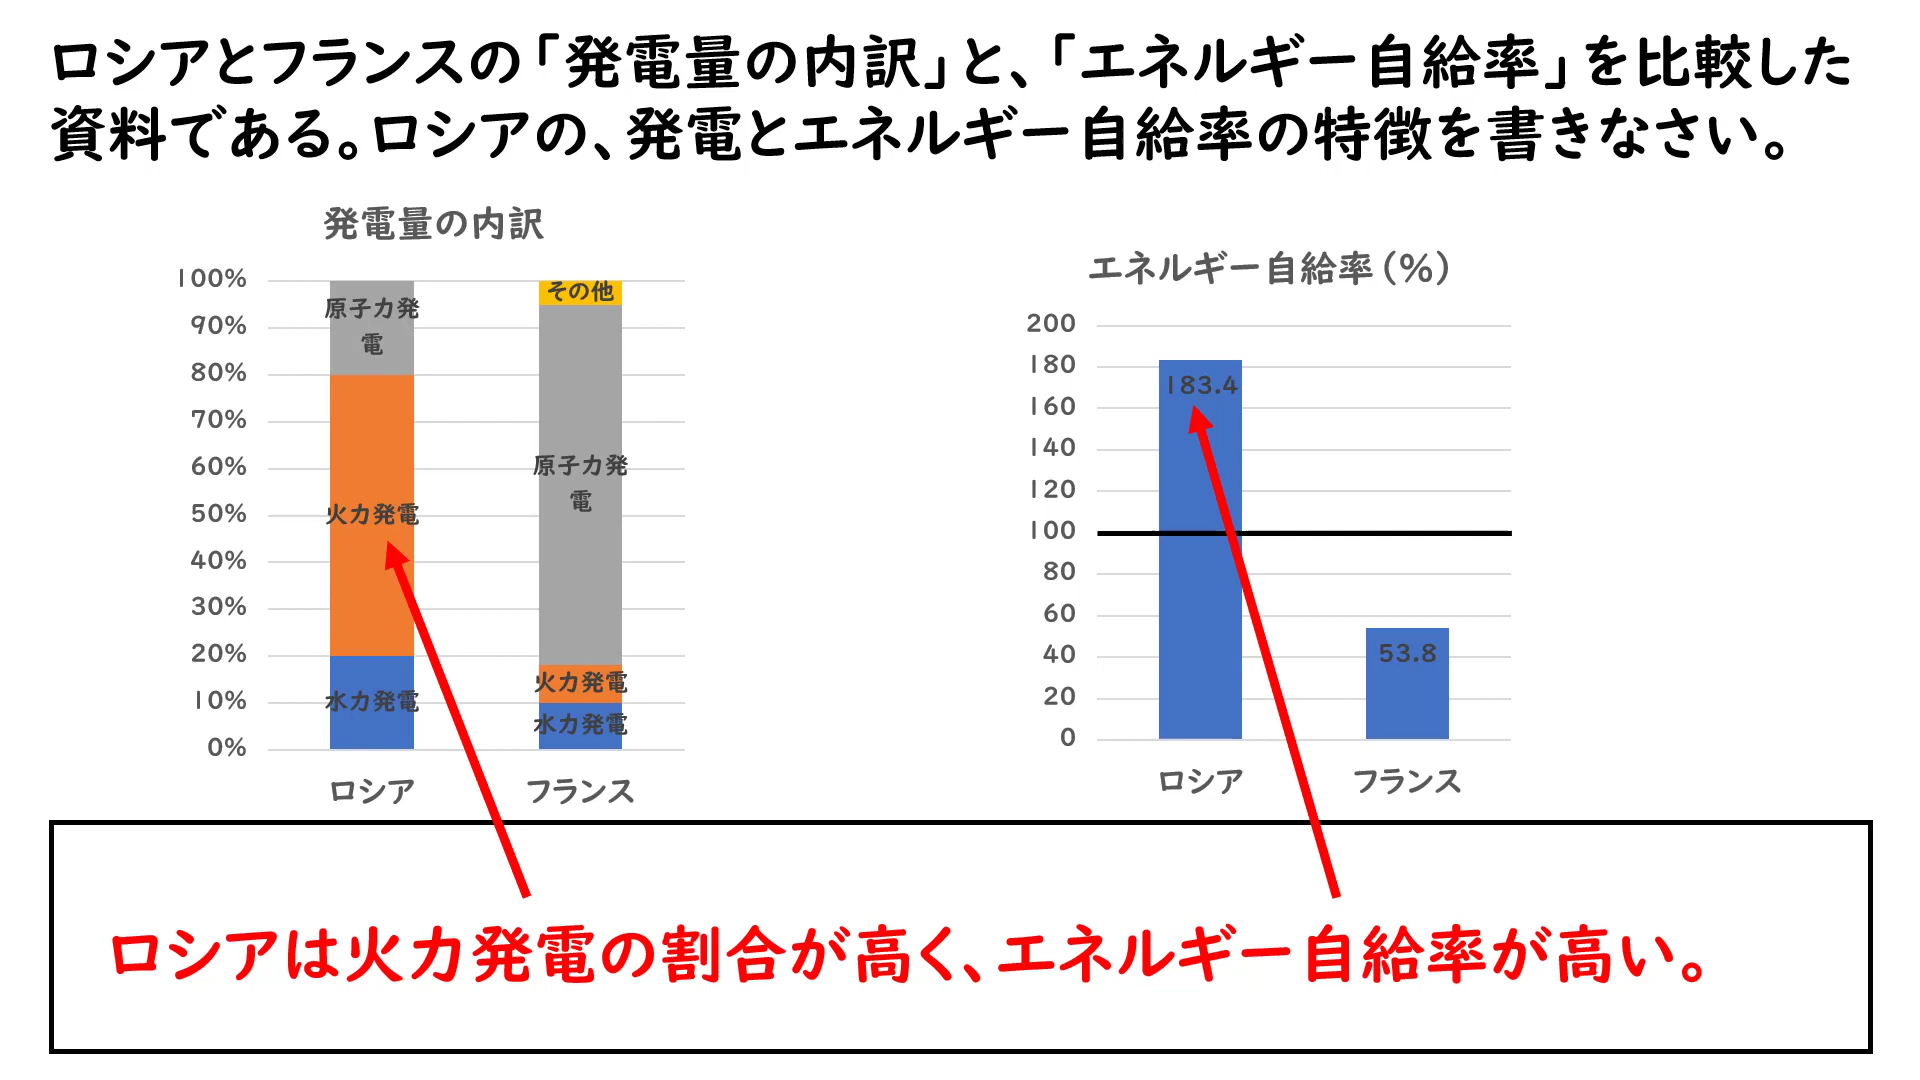 ロシアとフランスの「発電量の内訳」と、「エネルギー自給率」を比較した
資料である。ロシアの、発電とエネルギー自給率の特徴を書きなさい。
発電量の内訳
100%
90%
80%
70%
60%
50%
40%
30%
20%
10%
0%
原子力発
電
火力発電
水力発電
その他
原子力発
電
火力発電
水力発電
ロシア
フランス
エネルギー自給率(%)
200
180
160
140
120
100
80
60
40
20
0
183.4
53.8
ロシア
フランス
ロシアは火力発電の割合が高く、エネルギー自給率が高い。